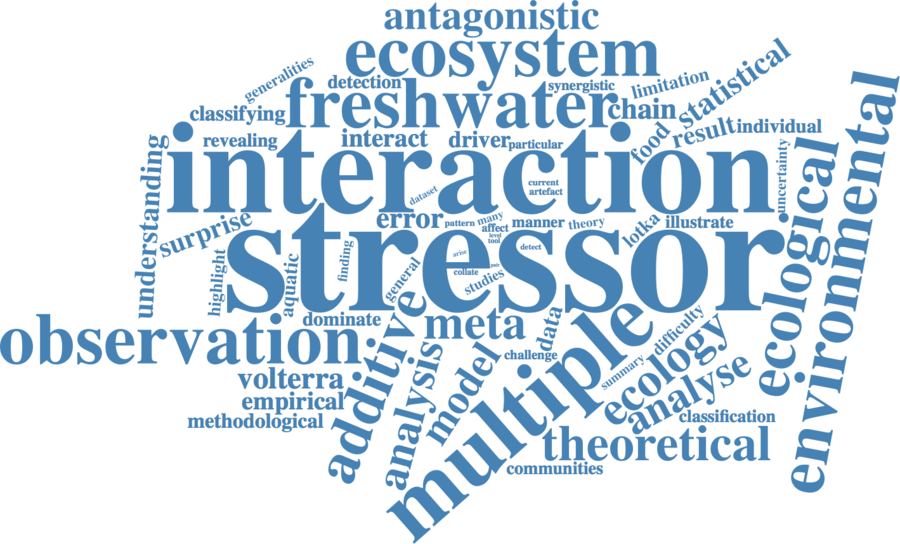 antagonistic
ecosystem
generalities
detection
synergistic
limitation
statistical
classifying
freshwater
chain
environmental
revealing
interact
driver
particular
food
result
individual
understanding
interaction
uncertainty
ecological
current
artefact
dataset
surprise
error
pattern
many
affect
manner
theory
lotka
illustrate
level
tool
stressor
highlight
aquatic
finding
general
arise
detect
collate
pair
studies
observation
dominate
additive
meta
data
multiple
difficulty
ecology
analysis
model
challenge
summary
analyse
volterra
empirical
methodological
classification
theoretical
communities